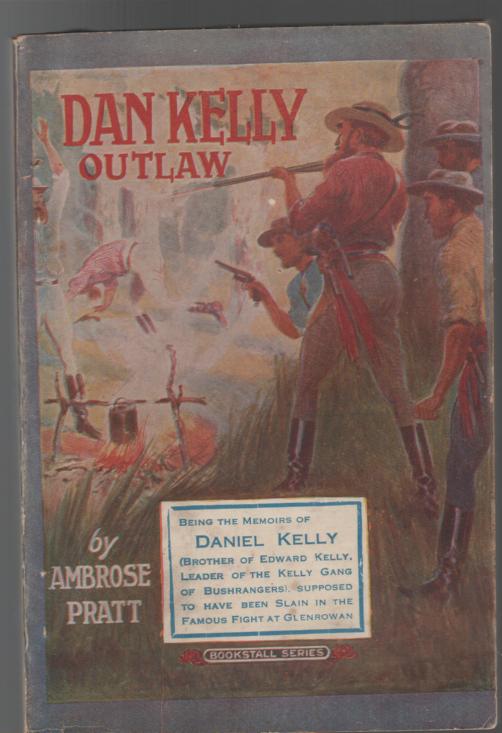 DAN KELLY
OUTLAW
by
AMBROSE
PRATT
BEING THE MEMOIRS OF
DANIEL KELLY
(BROTHER OF EDWARD KELLY,
LEADER OF THE KELLY GANG
OF BUSHRANGERS). SUPPOSED
TO HAVE BEEN SLAIN IN THE
FAMOUS FIGHT AT GLENROWAN
BOOKSTALL SERIES